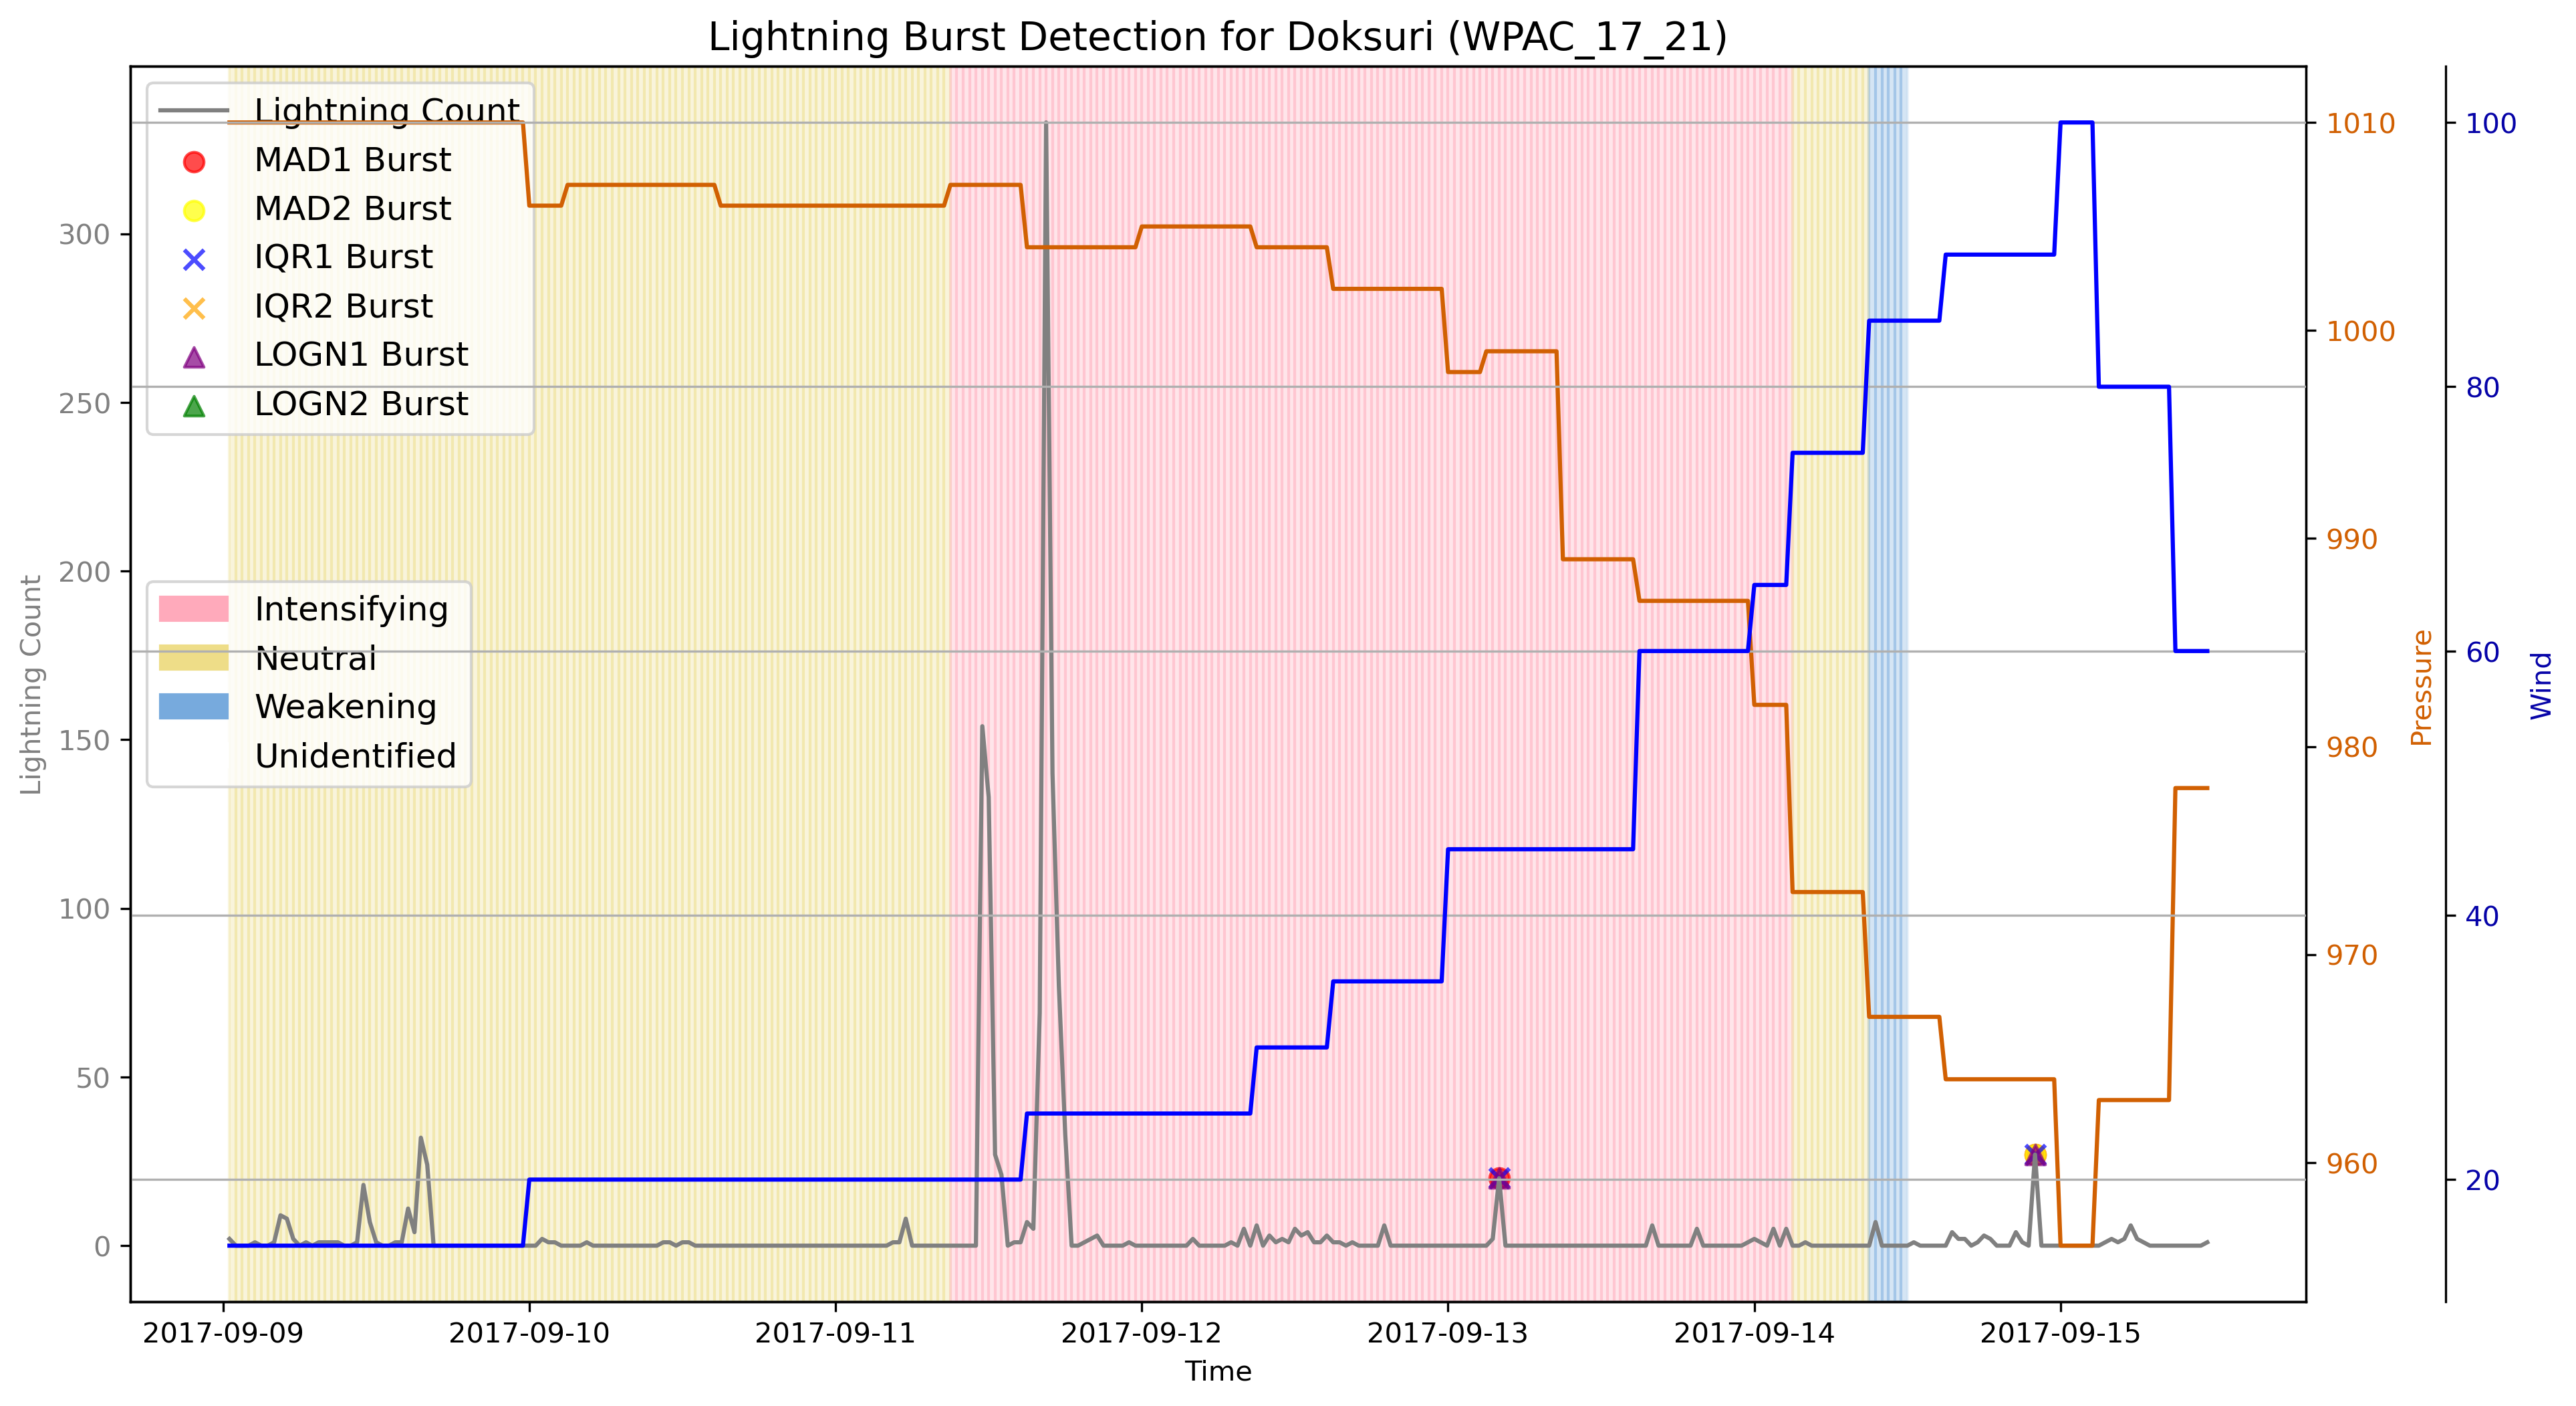 Lightning Burst Detection for Doksuri (WPAC_17_21)
Lightning Count
MAD1 Burst
MAD2 Burst
IQR1 Burst
IQR2 Burst
LOGN1 Burst
LOGN2 Burst
Intensifying
Neutral
Weakening
Unidentified
Lightning Count
300
250
200
150
100
50
0
1010
1000
990
980
970
960
Pressure
100
80
60
40
20
Wind
2017-09-09 2017-09-10 2017-09-11 2017-09-12 2017-09-13 2017-09-14 2017-09-15
Time